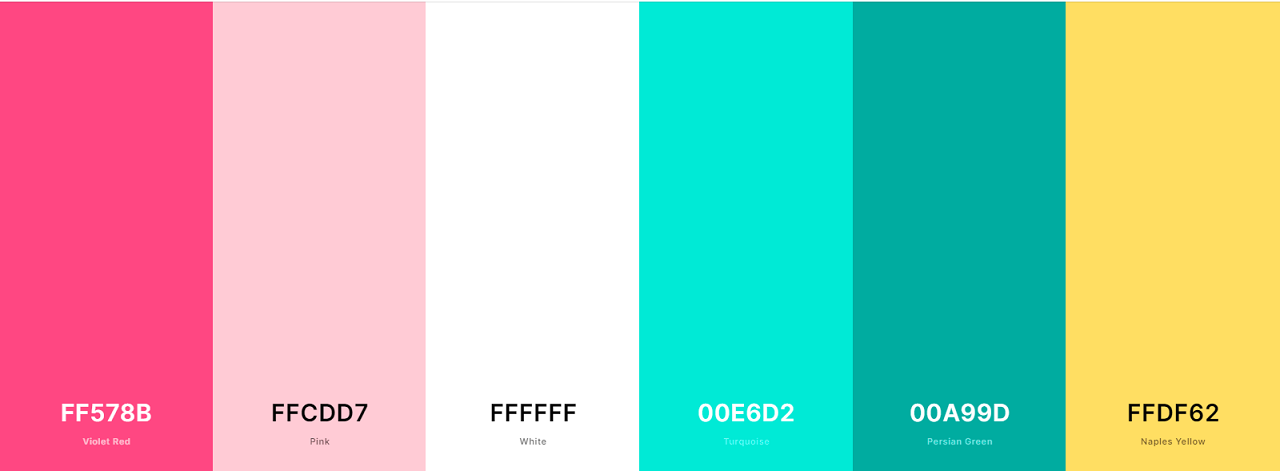 FF578B
Violet Red
FFCDD7
Pink
FFFFFF
White
00E6D2
Turquoise
00A99D
Persian Green
FFDF62
Naples Yellow